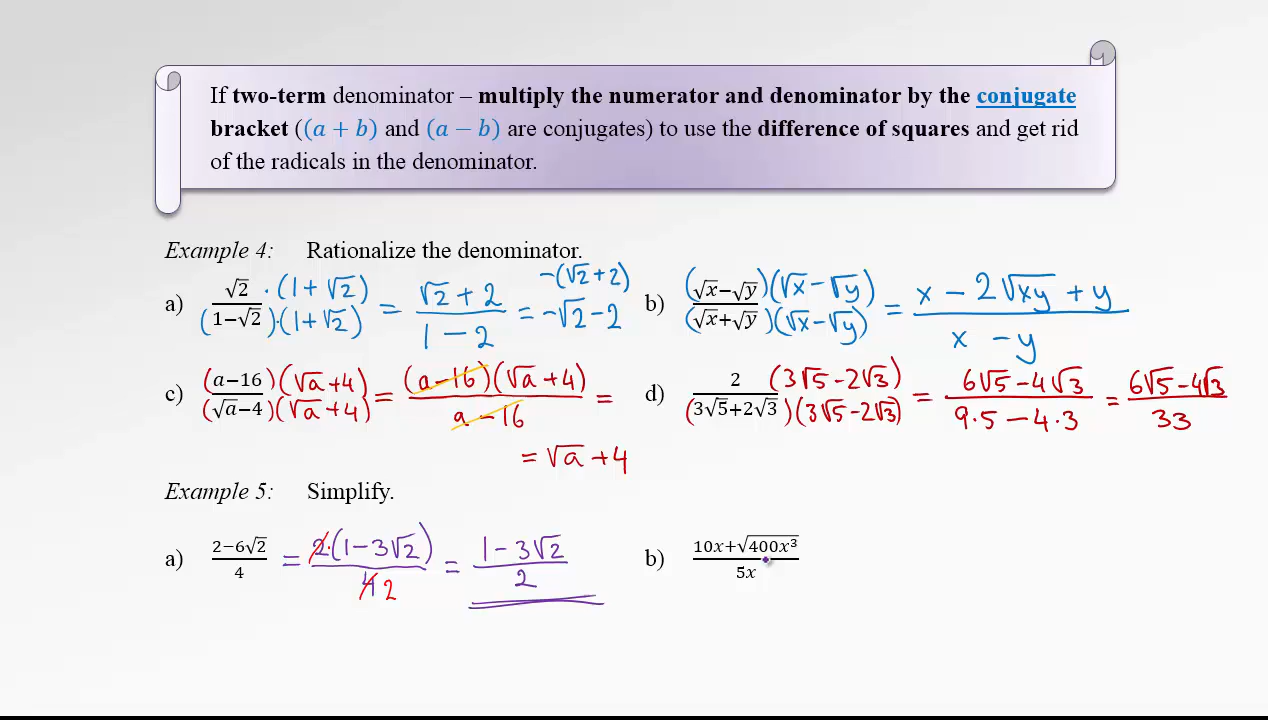 If two-term denominator – multiply the numerator and denominator by the conjugate
bracket ((a + b) and (a − b) are conjugates) to use the difference of squares and get rid
of the radicals in the denominator.
Example 4: Rationalize the denominator.
a) √2/(1−√2) · (1 + √2)/(1 + √2) = (√2 + 2)/(1 − 2) = −√2 − 2
−(√2 + 2)
b) (√x−√y)(√x − √y)/(√x+√y)(√x − √y) = (x − 2√xy + y)/(x − y)
c) (a−16)(√a + 4)/(√a−4)(√a + 4) = (a − 16)(√a + 4)/(a − 16) =
= √a + 4
d) 2(3√5 − 2√3)/(3√5+2√3)(3√5 − 2√3) = (6√5 − 4√3)/(9·5 − 4·3) = (6√5 − 4√3)/33
Example 5: Simplify.
a) (2−6√2)/4 = 2·(1 − 3√2)/4 2 = (1 − 3√2)/2
b) (10x+√400x³)/5x